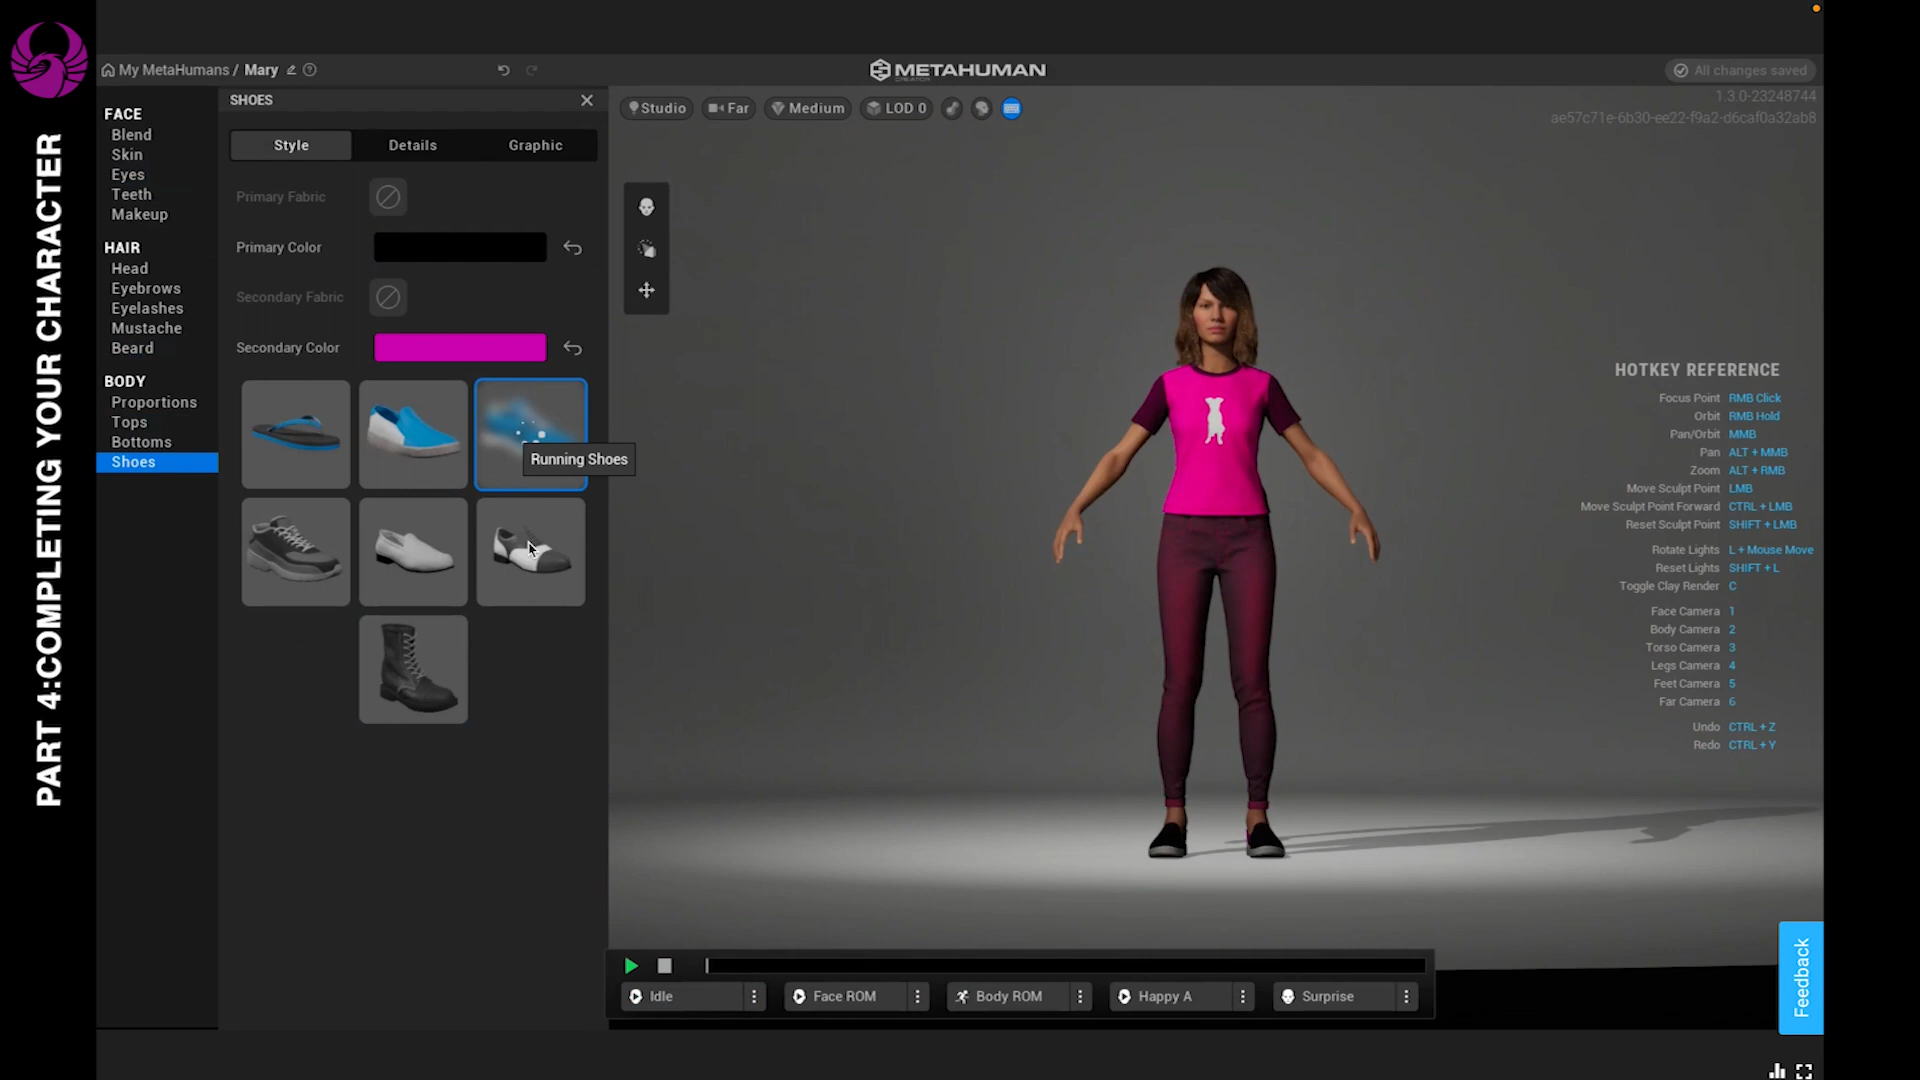 PART 4:COMPLETING YOUR CHARACTER
My MetaHumans / Mary
METAHUMAN
CREATOR
All changes saved
1.3.0-23248744
ae57c71e-6b30-ee22-f9a2-d6caf0a32ab8
FACE
Blend
Skin
Eyes
Teeth
Makeup
HAIR
Head
Eyebrows
Eyelashes
Mustache
Beard
BODY
Proportions
Tops
Bottoms
Shoes
SHOES
Style Details Graphic
Primary Fabric
Primary Color
Secondary Fabric
Secondary Color
Running Shoes
Studio Far Medium LOD 0
HOTKEY REFERENCE
Focus Point RMB Click
Orbit RMB Hold
Pan/Orbit MMB
Pan ALT + MMB
Zoom ALT + RMB
Move Sculpt Point LMB
Move Sculpt Point Forward CTRL + LMB
Reset Sculpt Point SHIFT + LMB
Rotate Lights L + Mouse Move
Reset Lights SHIFT + L
Toggle Clay Render C
Face Camera 1
Body Camera 2
Torso Camera 3
Legs Camera 4
Feet Camera 5
Far Camera 6
Undo CTRL + Z
Redo CTRL + Y
Idle Face ROM Body ROM Happy A Surprise
Feedback